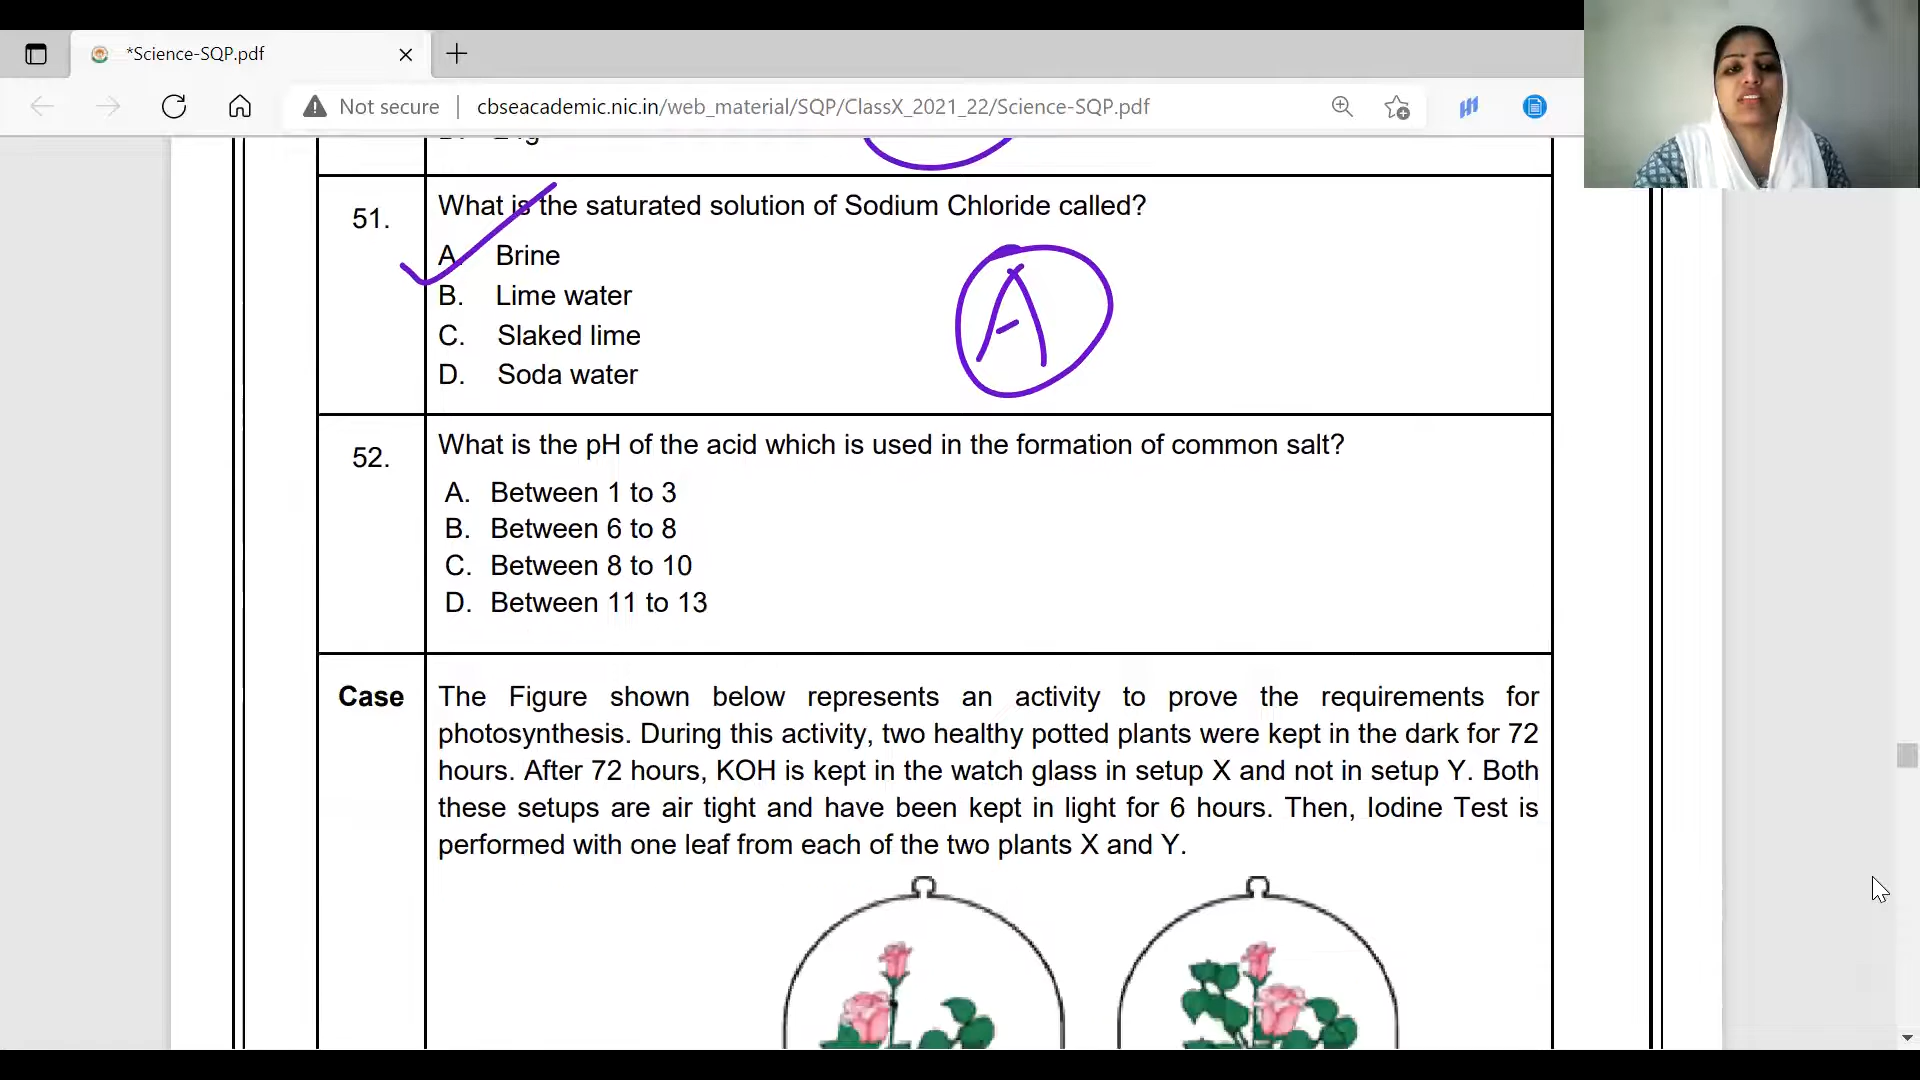 *Science-SQP.pdf
Not secure
cbseacademic.nic.in/web_material/SQP/ClassX_2021_22/Science-SQP.pdf
51.
What is the saturated solution of Sodium Chloride called?
A. Brine
B. Lime water
C. Slaked lime
D. Soda water
A
52.
What is the pH of the acid which is used in the formation of common salt?
A. Between 1 to 3
B. Between 6 to 8
C. Between 8 to 10
D. Between 11 to 13
Case
The Figure shown below represents an activity to prove the requirements for
photosynthesis. During this activity, two healthy potted plants were kept in the dark for 72
hours. After 72 hours, KOH is kept in the watch glass in setup X and not in setup Y. Both
these setups are air tight and have been kept in light for 6 hours. Then, Iodine Test is
performed with one leaf from each of the two plants X and Y.